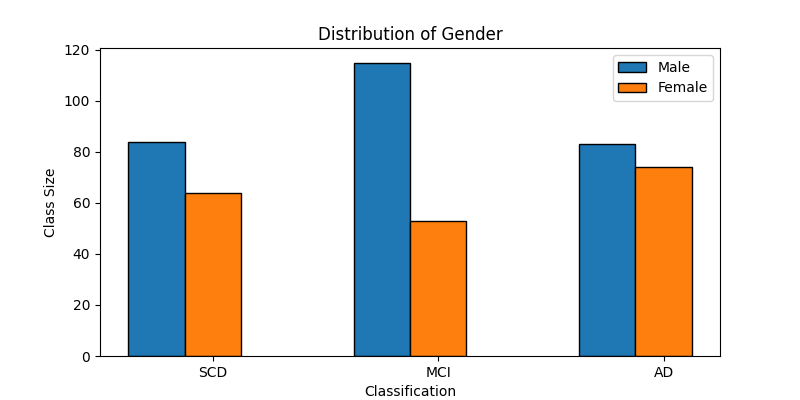 Distribution of Gender
Male
Female
120
100
80
60
40
20
0
Class Size
SCD
MCI
AD
Classification